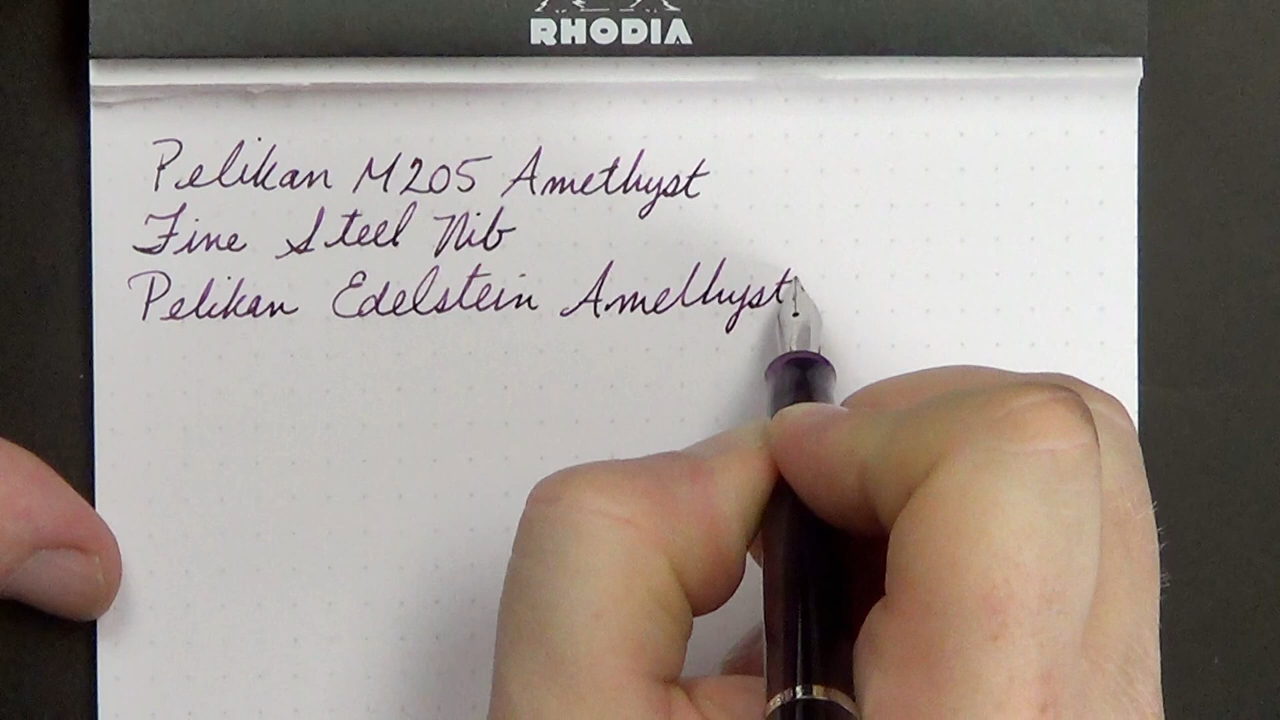 RHODIA
Pelikan M205 Amethyst
Fine Steel Nib
Pelikan Edelstein Amethyst